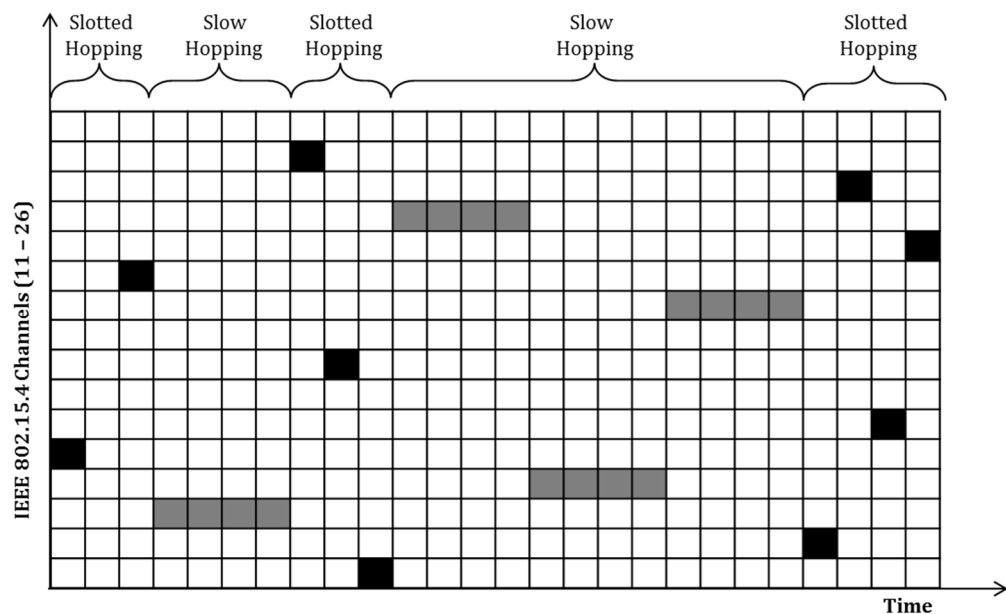 Slotted
Hopping
Slow
Hopping
Slotted
Hopping
Slow
Hopping
Slotted
Hopping
IEEE 802.15.4 Channels (11 – 26)
Time